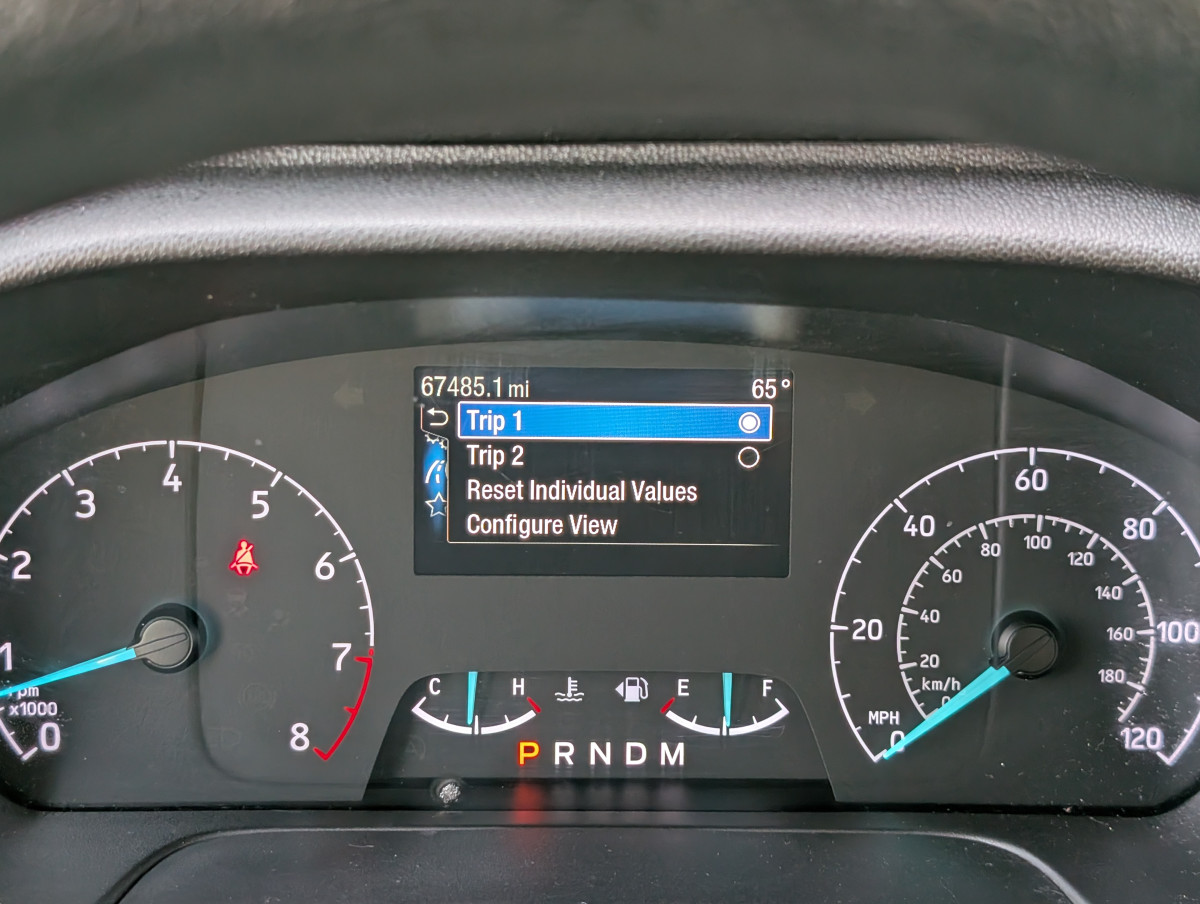 67485.1 mi 65°
Trip 1
Trip 2
Reset Individual Values
Configure View
0
1
2
3
4
5
6
7
8
rpm
x1000
C H
E F
P R N D M
0
20
40
60
80
100
120
MPH
km/h
0
20
40
60
80
100
120
140
160
180